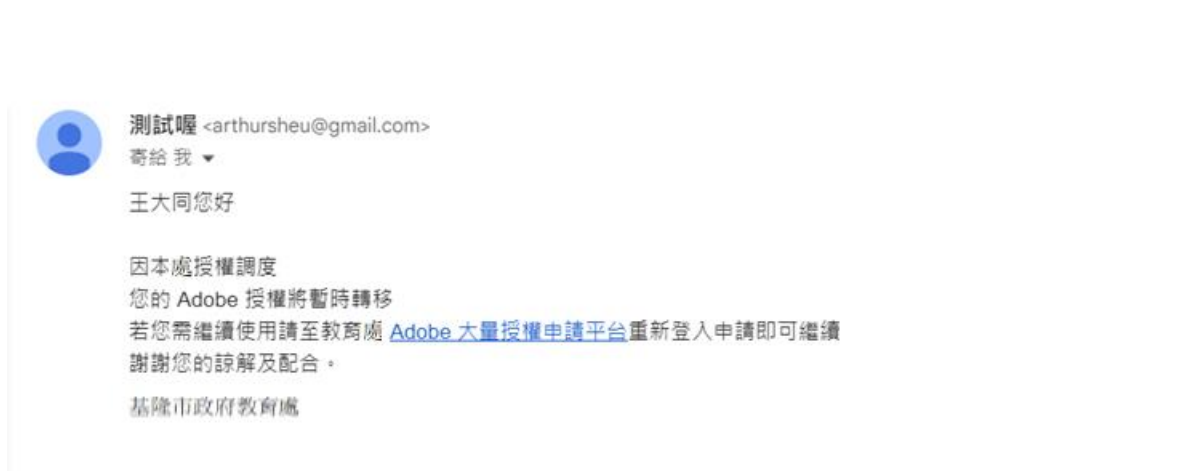 測試喔 <arthursheu@gmail.com>
寄給 我
王大同您好
因本處授權調度
您的 Adobe 授權將暫時轉移
若您需繼續使用請至教育處 Adobe 大量授權申請平台重新登入申請即可繼續
謝謝您的諒解及配合。
基隆市政府教育處